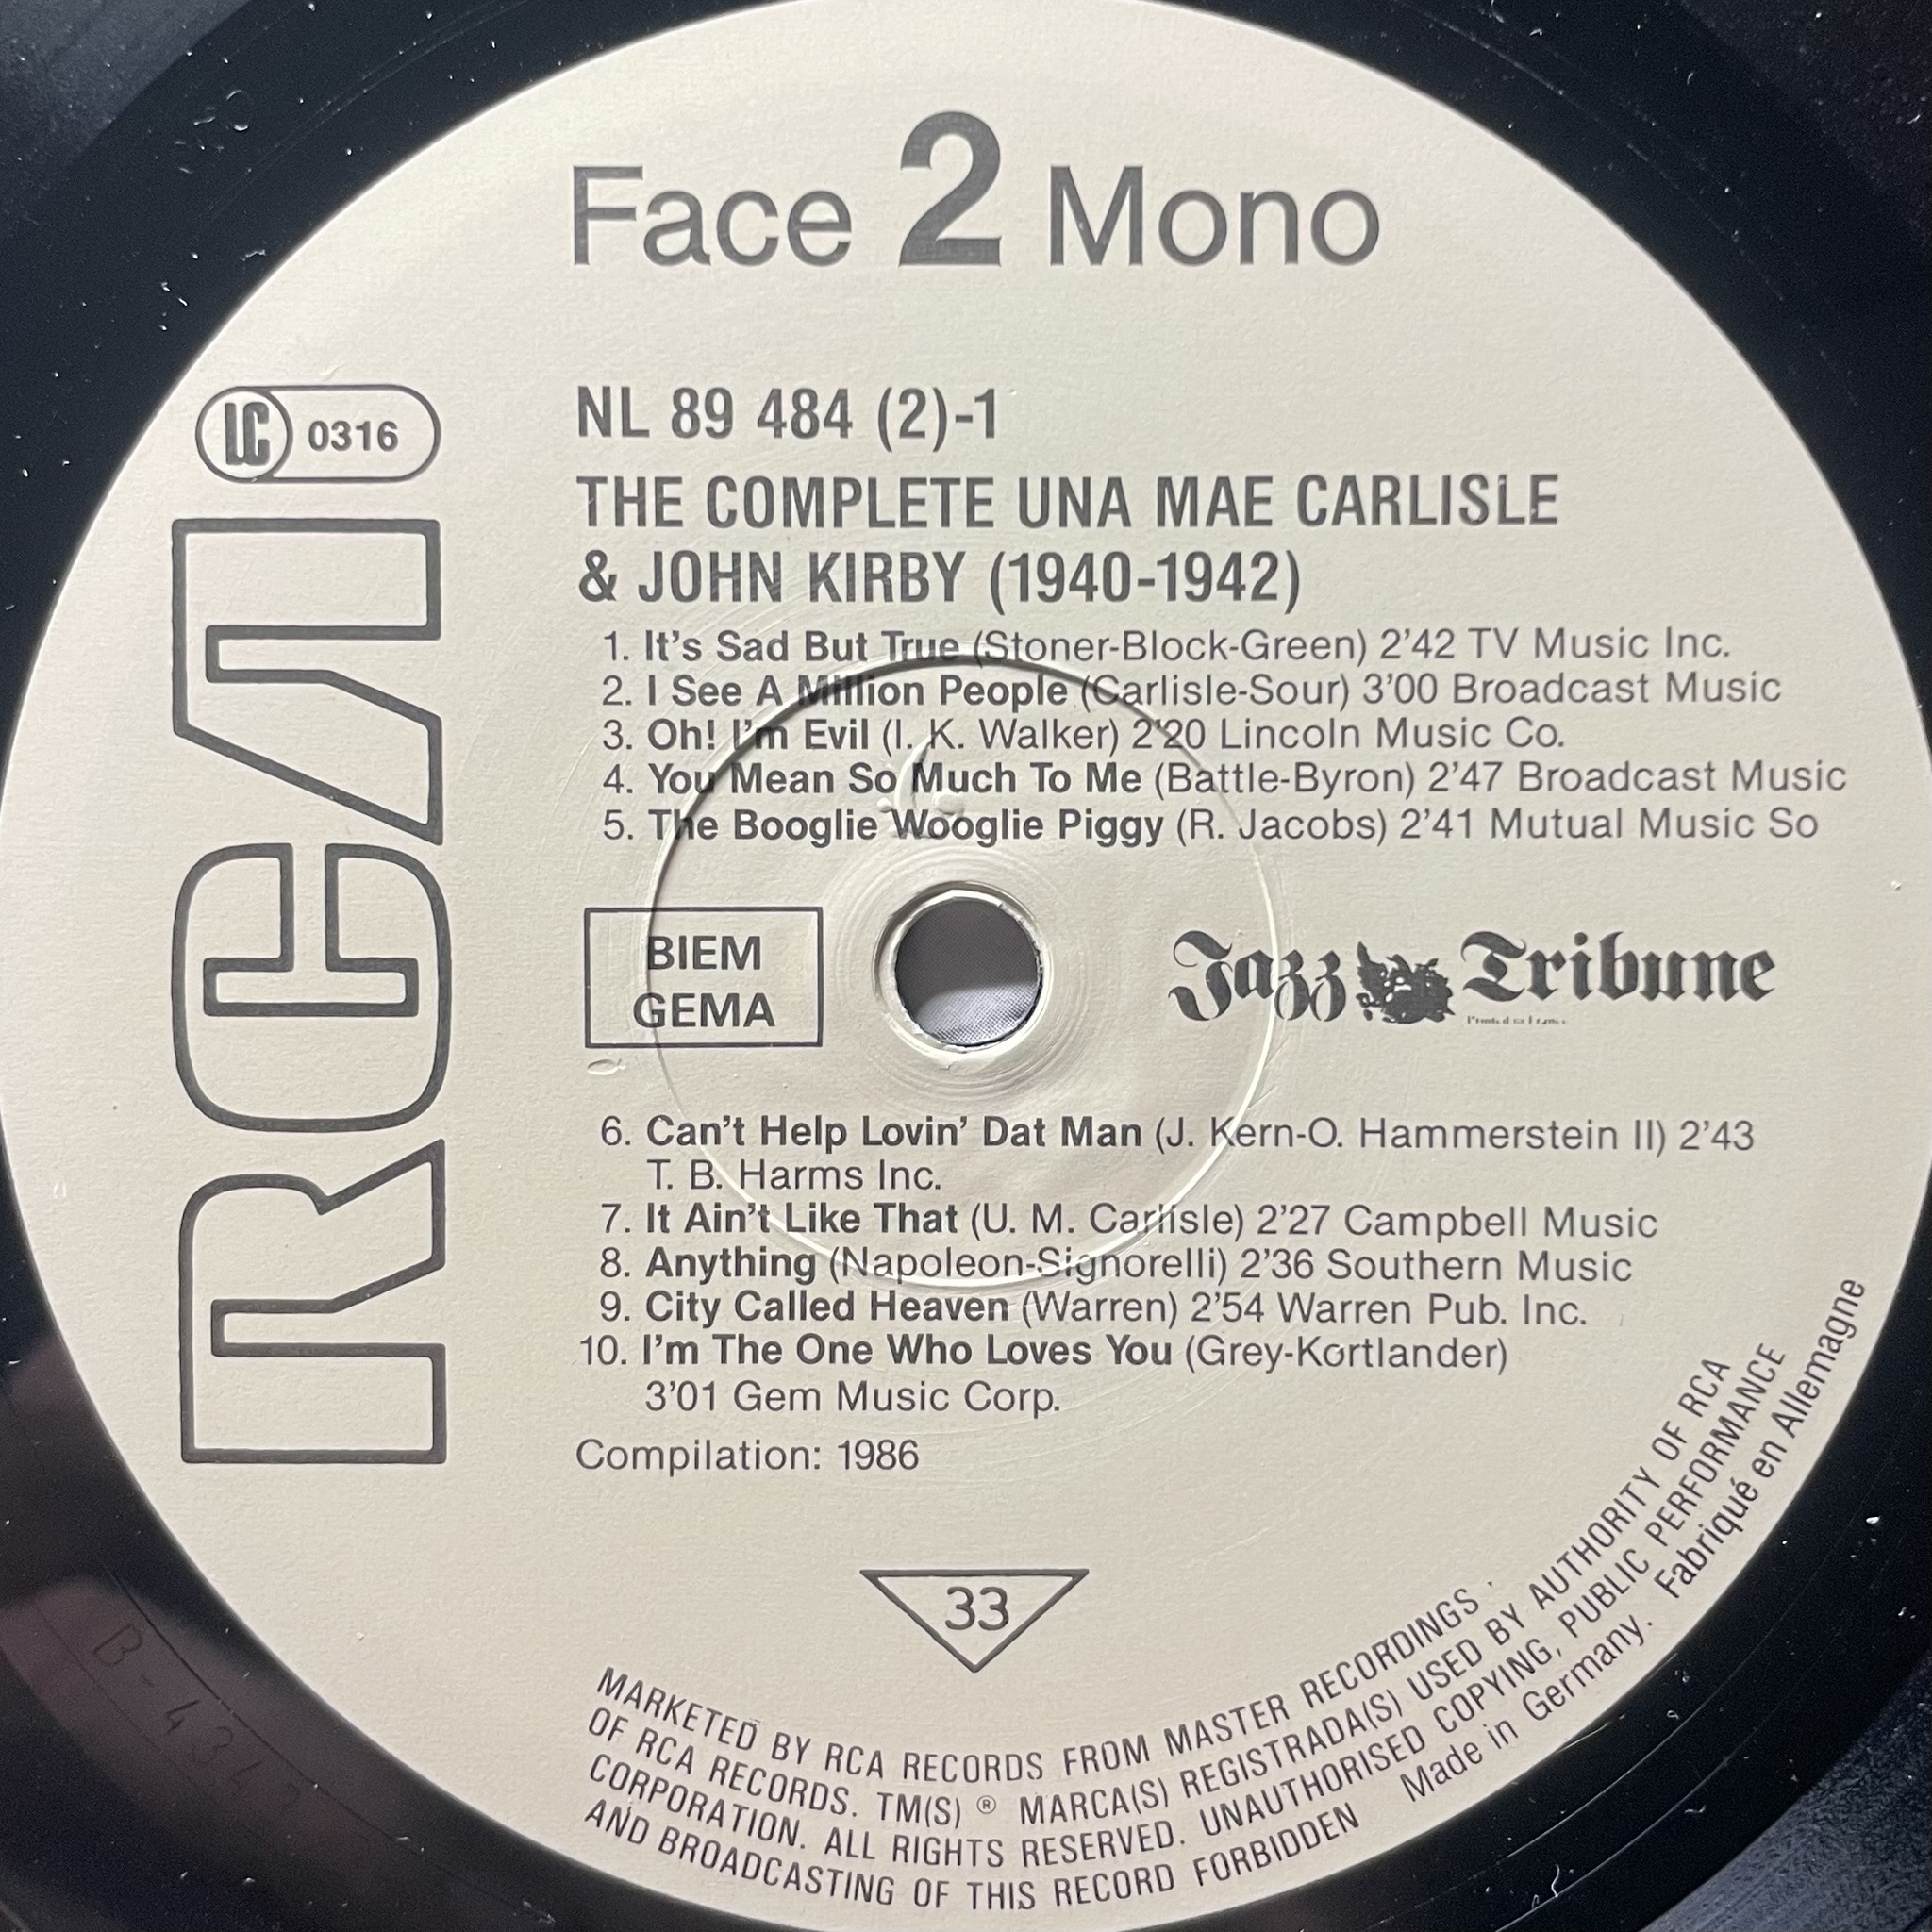 Face 2 Mono
LC 0316
RCA
NL 89 484 (2)-1
THE COMPLETE UNA MAE CARLISLE
& JOHN KIRBY (1940-1942)
1. It's Sad But True (Stoner-Block-Green) 2'42 TV Music Inc.
2. I See A Million People (Carlisle-Sour) 3'00 Broadcast Music
3. Oh! I'm Evil (I. K. Walker) 2'20 Lincoln Music Co.
4. You Mean So Much To Me (Battle-Byron) 2'47 Broadcast Music
5. The Booglie Wooglie Piggy (R. Jacobs) 2'41 Mutual Music So
BIEM
GEMA
Jazz Tribune
6. Can't Help Lovin' Dat Man (J. Kern-O. Hammerstein II) 2'43
T. B. Harms Inc.
7. It Ain't Like That (U. M. Carlisle) 2'27 Campbell Music
8. Anything (Napoleon-Signorelli) 2'36 Southern Music
9. City Called Heaven (Warren) 2'54 Warren Pub. Inc.
10. I'm The One Who Loves You (Grey-Kortlander)
3'01 Gem Music Corp.
Compilation: 1986
33
MARKETED BY RCA RECORDS FROM MASTER RECORDINGS
OF RCA RECORDS. TM(S) ® MARCA(S) REGISTRADA(S) USED BY AUTHORITY OF RCA
CORPORATION. ALL RIGHTS RESERVED. UNAUTHORISED COPYING, PUBLIC PERFORMANCE
AND BROADCASTING OF THIS RECORD FORBIDDEN Made in Germany. Fabriqué en Allemagne